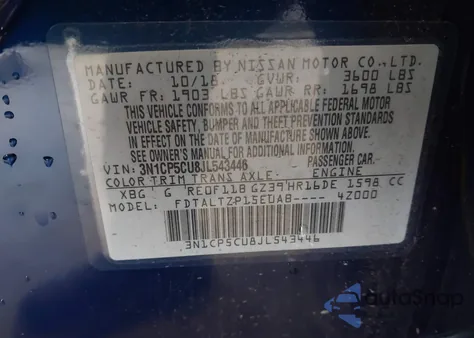 MANUFACTURED BY NISSAN MOTOR CO.,LTD.
DATE: 10/18 GVWR: 3600 LBS
GAWR FR: 1903 LBS GAWR RR: 1698 LBS
THIS VEHICLE CONFORMS TO ALL APPLICABLE FEDERAL MOTOR
VEHICLE SAFETY, BUMPER AND THEFT PREVENTION STANDARDS
IN EFFECT ON THE DATE OF MANUFACTURE SHOWN ABOVE.
SEE OWNER'S MANUAL FOR ADDITIONAL INFORMATION.
VIN: 3N1CP5CU8JL543446 PASSENGER CAR
COLOR TRIM TRANS AXLE ENGINE
XBG G RE0F11B GZ39 HR16DE 1598 CC
MODEL: FDTALTZP15EUAB---- 4Z000
3N1CP5CU8JL543446
AutoSnap